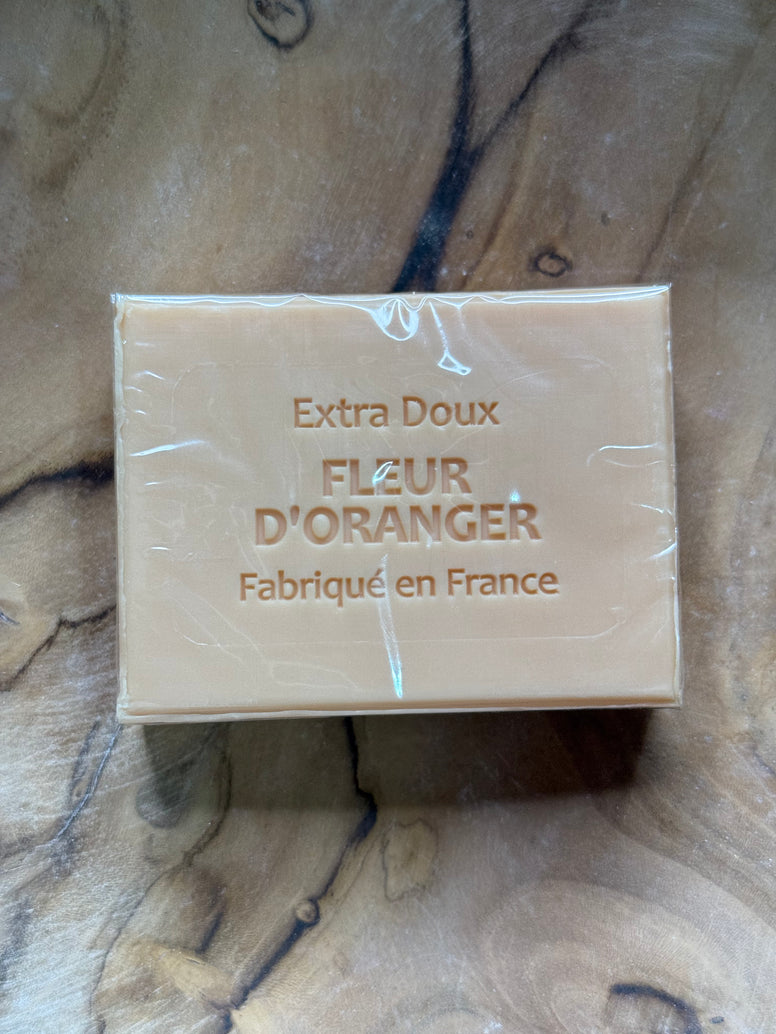 Extra Doux
FLEUR
D'ORANGER
Fabriqué en France